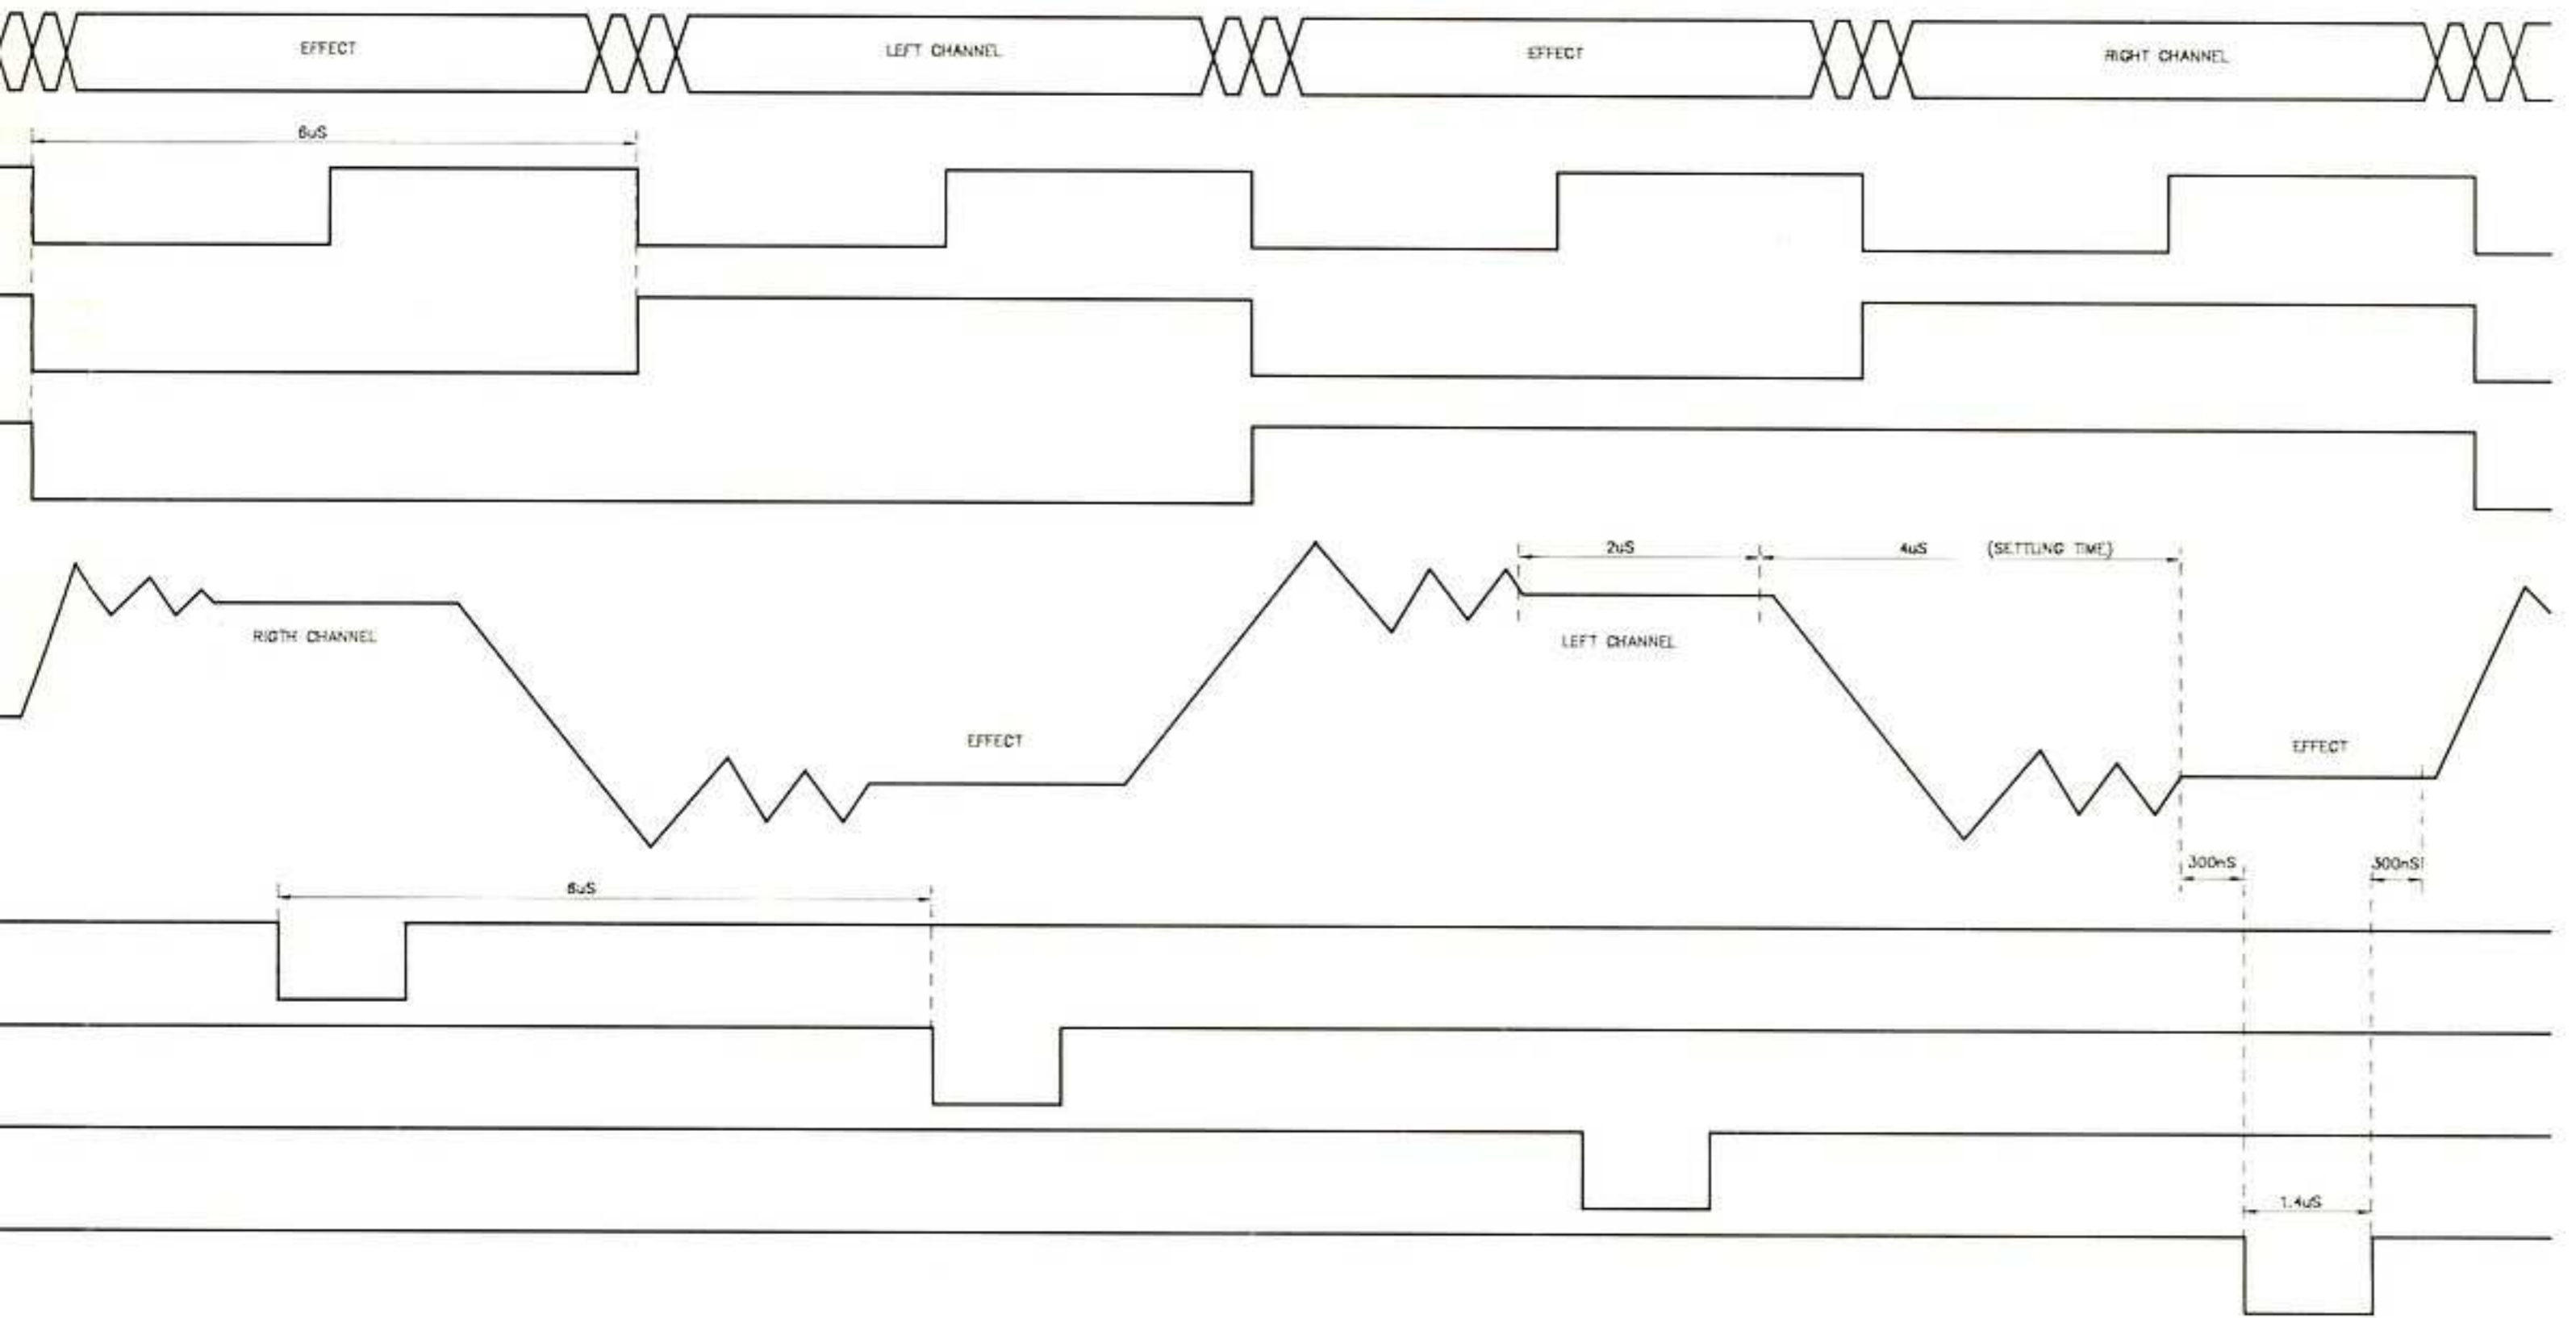 EFFECT
LEFT CHANNEL
EFFECT
RIGHT CHANNEL
6uS
2uS
4uS (SETTLING TIME)
RIGTH CHANNEL
LEFT CHANNEL
EFFECT
EFFECT
300nS
300nS
6uS
1.4uS